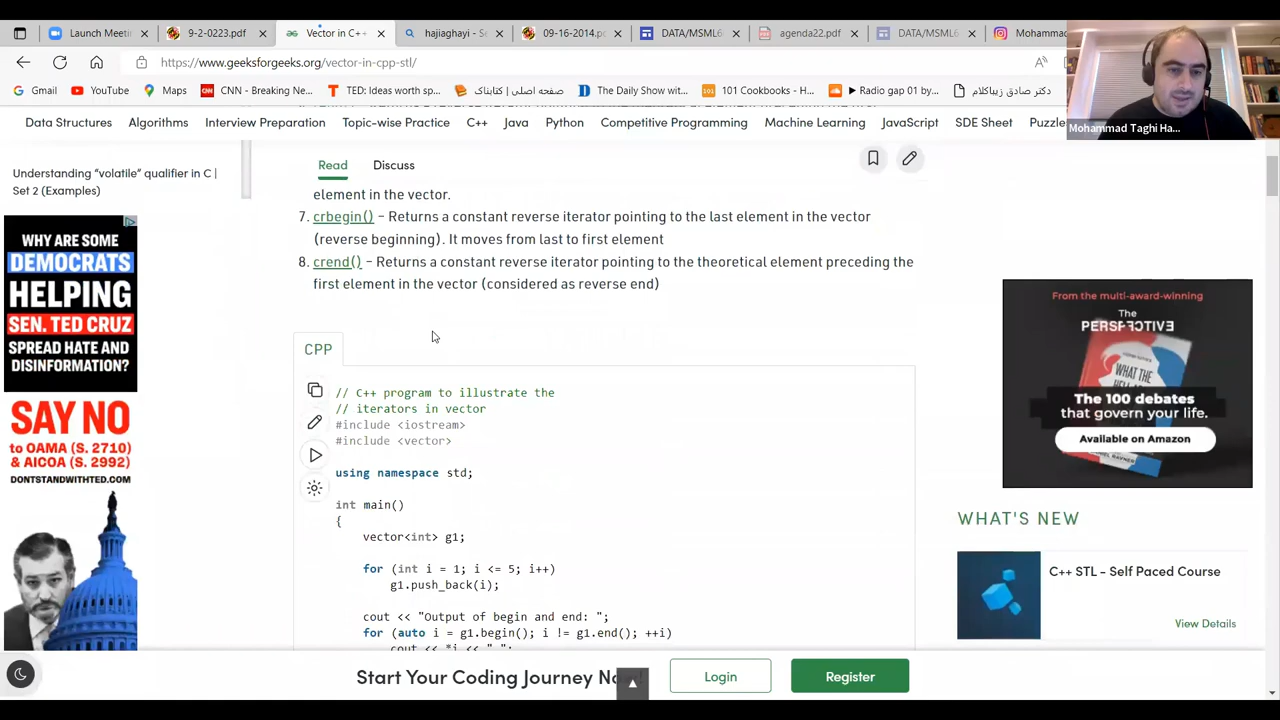 Launch Meeti
9-2-0223.pdf
Vector in C++
hajiaghayi - Se
09-16-2014.p
DATA/MSML6
agenda22.pdf
DATA/MSML6
Mohamm
https://www.geeksforgeeks.org/vector-in-cpp-stl/
Gmail
YouTube
Maps
CNN - Breaking Ne...
TED: Ideas worth sp...
صفحه اصلی | کتابناک
The Daily Show wit...
101 Cookbooks - H...
Radio gap 01 by...
دکتر صادق زیباکلام
Mohammad Taghi Ha...
Data Structures
Algorithms
Interview Preparation
Topic-wise Practice
C++
Java
Python
Competitive Programming
Machine Learning
JavaScript
SDE Sheet
Puzzle
Understanding “volatile” qualifier in C |
Set 2 (Examples)
Read
Discuss
element in the vector.
7. crbegin() – Returns a constant reverse iterator pointing to the last element in the vector
(reverse beginning). It moves from last to first element
8. crend() – Returns a constant reverse iterator pointing to the theoretical element preceding the
first element in the vector (considered as reverse end)
WHY ARE SOME
DEMOCRATS
HELPING
SEN. TED CRUZ
SPREAD HATE AND
DISINFORMATION?
SAY NO
to OAMA (S. 2710)
& AICOA (S. 2992)
DONTSTANDWITHTED.COM
CPP
// C++ program to illustrate the
// iterators in vector
#include <iostream>
#include <vector>
using namespace std;
int main()
{
vector<int> g1;
for (int i = 1; i <= 5; i++)
g1.push_back(i);
cout << "Output of begin and end: ";
for (auto i = g1.begin(); i != g1.end(); ++i)
cout << *i << " ";
From the multi-award-winning
The
PERSPECTIVE
WHAT THE
The 100 debates
that govern your life.
Available on Amazon
WHAT'S NEW
C++ STL - Self Paced Course
View Details
Start Your Coding Journey No
!
Login
Register